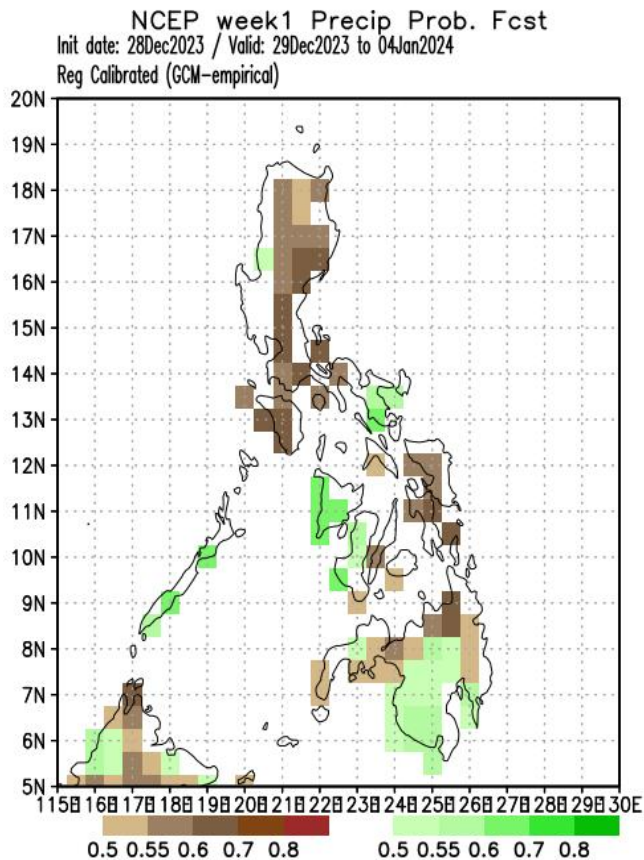 NCEP week1 Precip Prob. Fcst
Init date: 28Dec2023 / Valid: 29Dec2023 to 04Jan2024
Reg Calibrated (GCM-empirical)
20N
19N
18N
17N
16N
15N
14N
13N
12N
11N
10N
9N
8N
7N
6N
5N
115E 116E 117E 118E 119E 120E 121E 122E 123E 124E 125E 126E 127E 128E 129E 130E
0.5 0.55 0.6 0.7 0.8 0.5 0.55 0.6 0.7 0.8